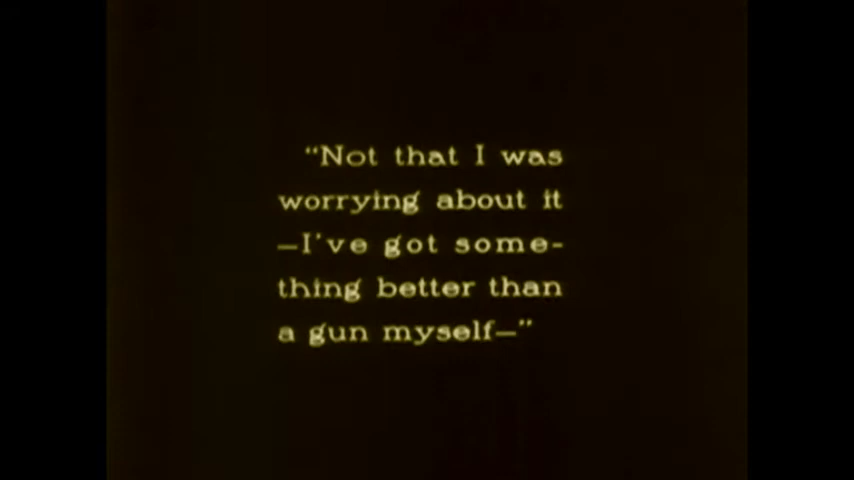 "Not that I was
worrying about it
—I've got some-
thing better than
a gun myself—"